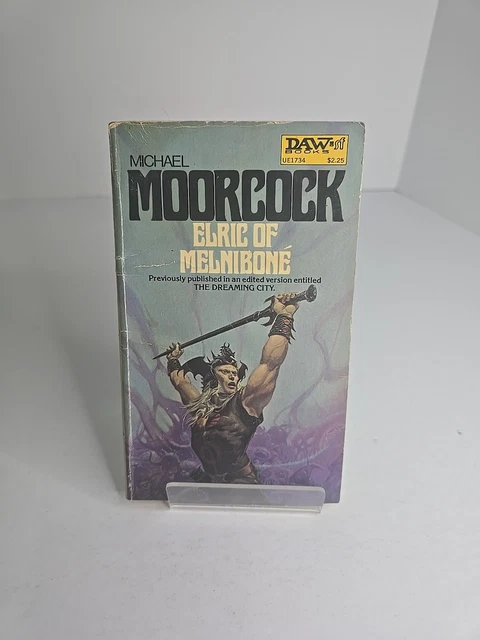 MICHAEL
DAW sf
BOOKS
UE1734 $2.25
MOORCOCK
ELRIC OF
MELNIBONÉ
Previously published in an edited version entitled
THE DREAMING CITY.